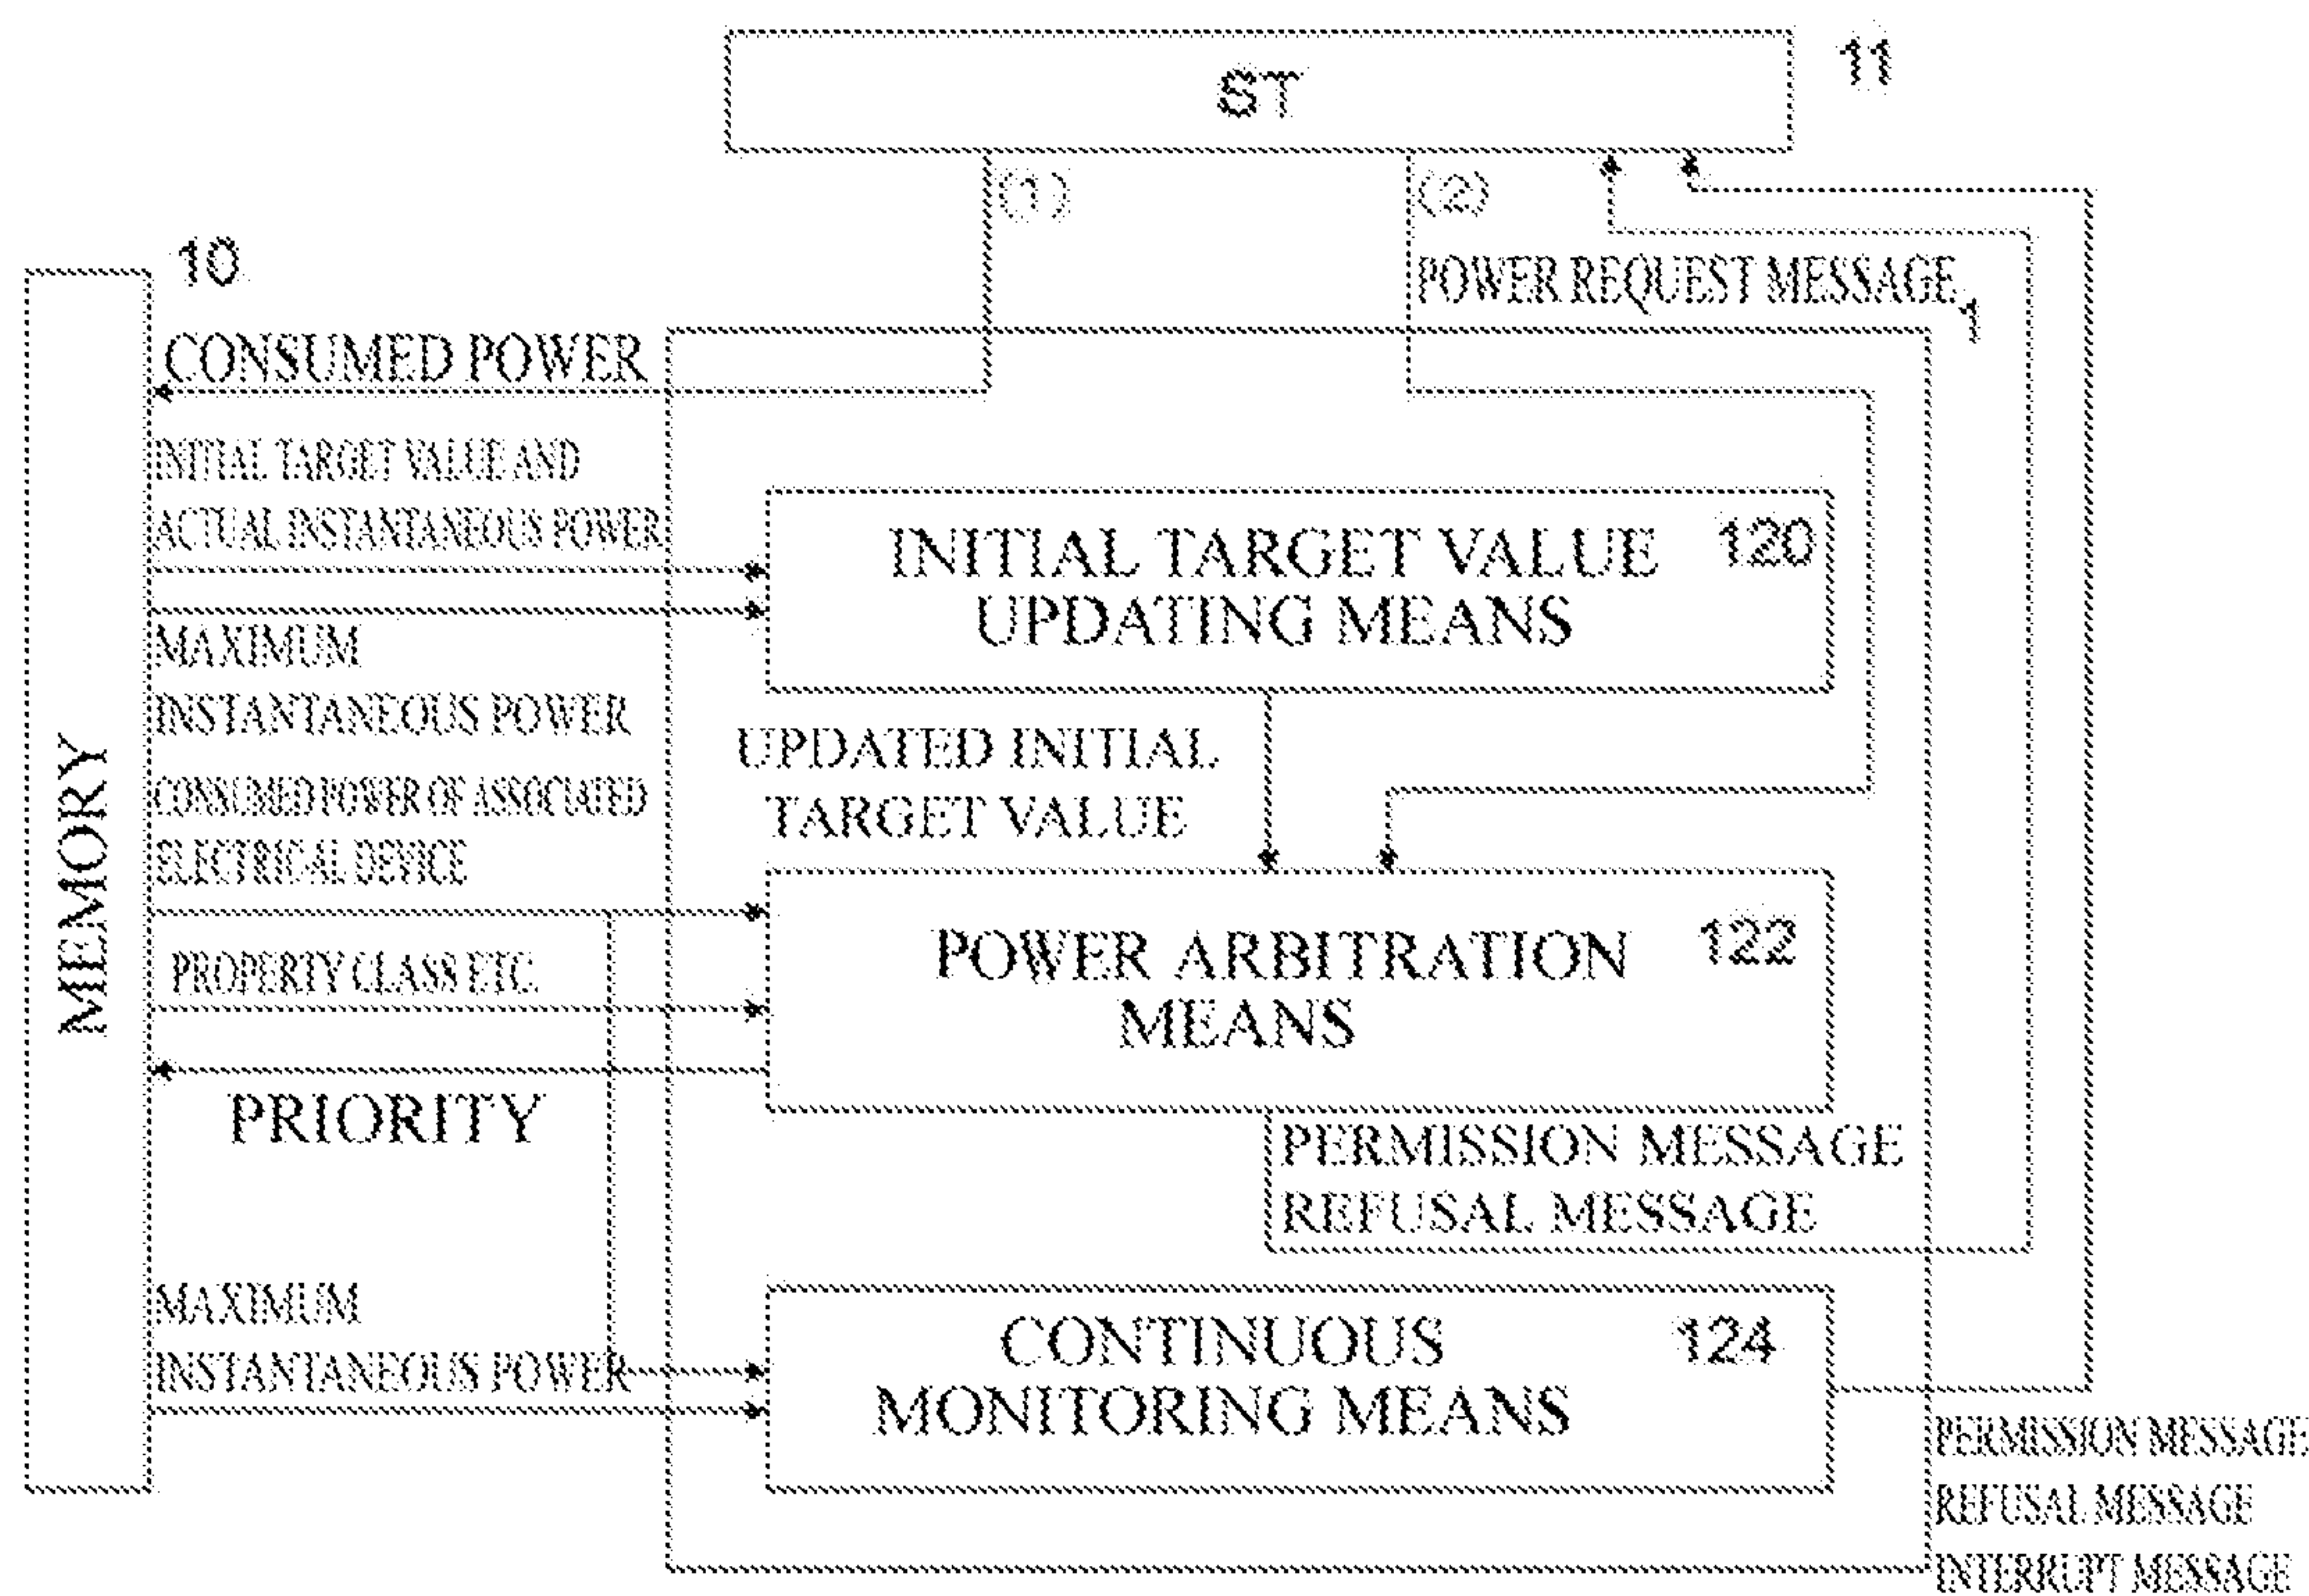 ST
11
(1)
(2)
10
POWER REQUEST MESSAGE
1
CONSUMED POWER
INITIAL TARGET VALUE AND
ACTUAL INSTANTANEOUS POWER
INITIAL TARGET VALUE 120
UPDATING MEANS
MAXIMUM
INSTANTANEOUS POWER
UPDATED INITIAL
TARGET VALUE
CONSUMED POWER OF ASSOCIATED
ELECTRICAL DEVICE
MEMORY
POWER ARBITRATION 122
MEANS
PROPERTY CLASS ETC.
PRIORITY
PERMISSION MESSAGE
REFUSAL MESSAGE
MAXIMUM
INSTANTANEOUS POWER
CONTINUOUS 124
MONITORING MEANS
PERMISSION MESSAGE
REFUSAL MESSAGE
INTERRUPT MESSAGE